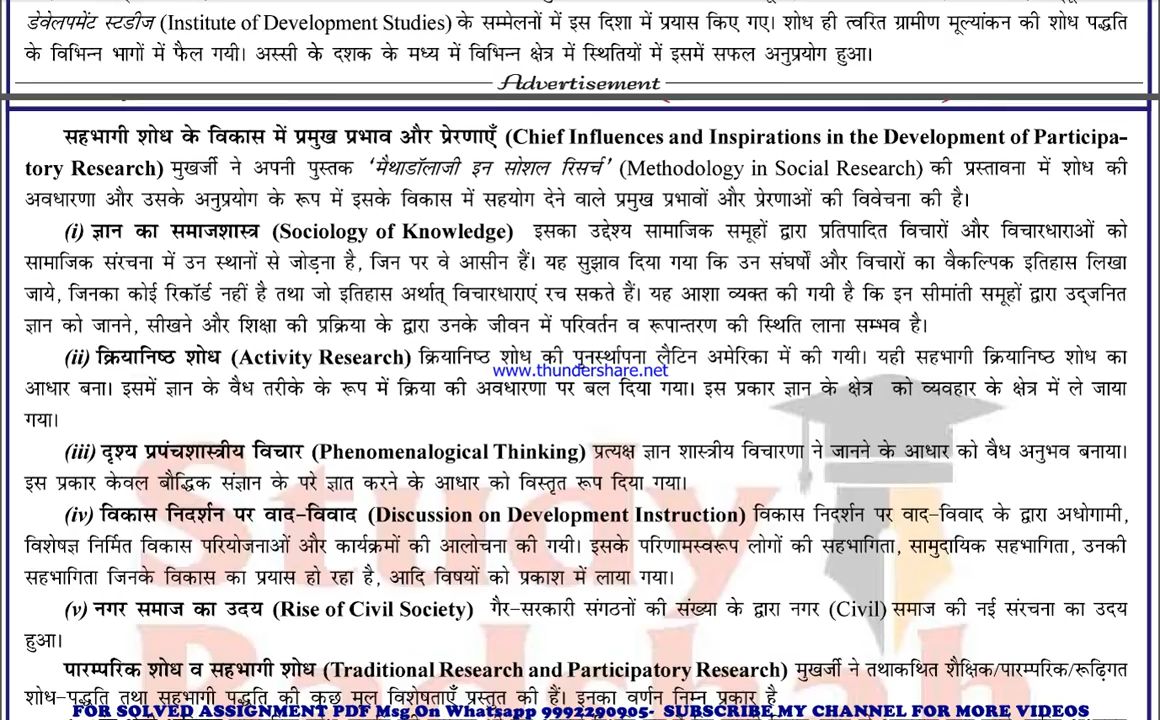 डेवेलपमेंट स्टडीज (Institute of Development Studies) के सम्मेलनों में इस दिशा में प्रयास किए गए। शोध ही त्वरित ग्रामीण मूल्यांकन की शोध पद्धति
के विभिन्न भागों में फैल गयी। अस्सी के दशक के मध्य में विभिन्न क्षेत्र में स्थितियों में इसमें सफल अनुप्रयोग हुआ।
Advertisement
सहभागी शोध के विकास में प्रमुख प्रभाव और प्रेरणाएँ (Chief Influences and Inspirations in the Development of Participa-
tory Research) मुखर्जी ने अपनी पुस्तक ‘मैथाडॉलाजी इन सोशल रिसर्च’ (Methodology in Social Research) की प्रस्तावना में शोध की
अवधारणा और उसके अनुप्रयोग के रूप में इसके विकास में सहयोग देने वाले प्रमुख प्रभावों और प्रेरणाओं की विवेचना की है।
(i) ज्ञान का समाजशास्त्र (Sociology of Knowledge) इसका उद्देश्य सामाजिक समूहों द्वारा प्रतिपादित विचारों और विचारधाराओं को
सामाजिक संरचना में उन स्थानों से जोड़ना है, जिन पर वे आसीन हैं। यह सुझाव दिया गया कि उन संघर्षों और विचारों का वैकल्पिक इतिहास लिखा
जाये, जिनका कोई रिकॉर्ड नहीं है तथा जो इतिहास अर्थात् विचारधाराएं रच सकते हैं। यह आशा व्यक्त की गयी है कि इन सीमांती समूहों द्वारा उद्जनित
ज्ञान को जानने, सीखने और शिक्षा की प्रक्रिया के द्वारा उनके जीवन में परिवर्तन व रूपान्तरण की स्थिति लाना सम्भव है।
(ii) क्रियानिष्ठ शोध (Activity Research) क्रियानिष्ठ शोध की पुनर्स्थापना लैटिन अमेरिका में की गयी। यही सहभागी क्रियानिष्ठ शोध का
www.thundershare.net
आधार बना। इसमें ज्ञान के वैध तरीके के रूप में क्रिया की अवधारणा पर बल दिया गया। इस प्रकार ज्ञान के क्षेत्र को व्यवहार के क्षेत्र में ले जाया
गया।
(iii) दृश्य प्रपंचशास्त्रीय विचार (Phenomenalogical Thinking) प्रत्यक्ष ज्ञान शास्त्रीय विचारणा ने जानने के आधार को वैध अनुभव बनाया।
इस प्रकार केवल बौद्धिक संज्ञान के परे ज्ञात करने के आधार को विस्तृत रूप दिया गया।
(iv) विकास निदर्शन पर वाद-विवाद (Discussion on Development Instruction) विकास निदर्शन पर वाद-विवाद के द्वारा अधोगामी,
विशेषज्ञ निर्मित विकास परियोजनाओं और कार्यक्रमों की आलोचना की गयी। इसके परिणामस्वरूप लोगों की सहभागिता, सामुदायिक सहभागिता, उनकी
सहभागिता जिनके विकास का प्रयास हो रहा है, आदि विषयों को प्रकाश में लाया गया।
(v) नगर समाज का उदय (Rise of Civil Society) गैर-सरकारी संगठनों की संख्या के द्वारा नगर (Civil) समाज की नई संरचना का उदय
हुआ।
Study
Badshah
पारम्परिक शोध व सहभागी शोध (Traditional Research and Participatory Research) मुखर्जी ने तथाकथित शैक्षिक/पारम्परिक/रूढ़िगत
शोध-पद्धति तथा सहभागी पद्धति की कुछ मूल विशेषताएँ प्रस्तुत की हैं। इनका वर्णन निम्न प्रकार है
FOR SOLVED ASSIGNMENT PDF Msg On Whatsapp 9992290905- SUBSCRIBE MY CHANNEL FOR MORE VIDEOS